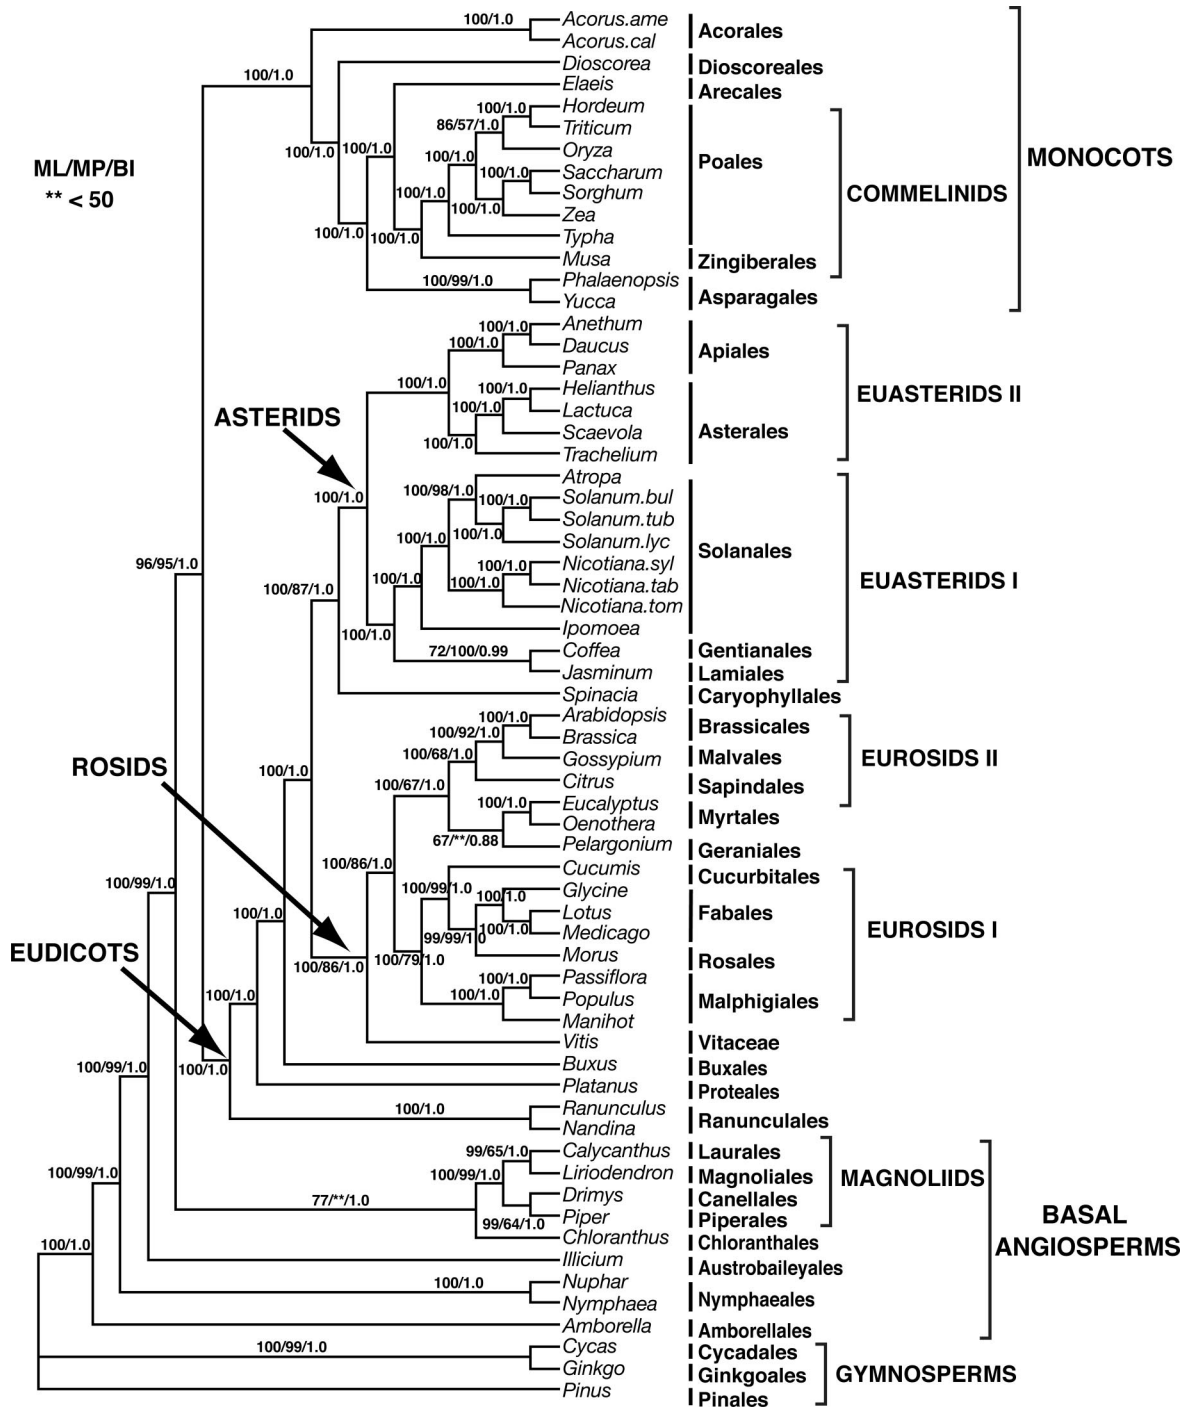 100/1.0
Acorus.ame
Acorales
Acorus.cal
Dioscorea
Dioscoreales
100/1.0
Elaeis
Arecales
100/1.0
Hordeum
86/57/1.0
Triticum
100/1.0
100/1.0
Oryza
100/1.0
Poales
MONOCOTS
ML/MP/BI
100/1.0
Saccharum
** < 50
100/1.0
Sorghum
COMMELINIDS
100/1.0
Zea
100/1.0
100/1.0
Typha
Musa
Zingiberales
100/99/1.0
Phalaenopsis
Yucca
Asparagales
100/1.0
Anethum
100/1.0
Daucus
Apiales
Panax
100/1.0
100/1.0
Helianthus
EUASTERIDS II
ASTERIDS
100/1.0
Lactuca
Scaevola
Asterales
100/1.0
Trachelium
Atropa
100/1.0
100/98/1.0
100/1.0
Solanum.bul
Solanum.tub
100/1.0
100/1.0
Solanum.lyc
Solanales
96/95/1.0
100/1.0
Nicotiana.syl
100/87/1.0
100/1.0
100/1.0
Nicotiana.tab
EUASTERIDS I
Nicotiana.tom
100/1.0
Ipomoea
72/100/0.99
Coffea
Gentianales
Jasminum
Lamiales
Spinacia
Caryophyllales
100/1.0
Arabidopsis
100/92/1.0
Brassica
Brassicales
100/68/1.0
Gossypium
Malvales
EUROSIDS II
ROSIDS
100/1.0
100/67/1.0
Citrus
Sapindales
100/1.0
Eucalyptus
Oenothera
Myrtales
67/**/0.88
Pelargonium
Geraniales
100/86/1.0
Cucumis
Cucurbitales
100/99/1.0
100/99/1.0
100/1.0
Glycine
100/1.0
Lotus
Fabales
100/1.0
Medicago
EUROSIDS I
EUDICOTS
99/99/1.0
100/86/1.0
100/79/1.0
Morus
Rosales
100/1.0
Passiflora
100/1.0
100/1.0
Populus
Malphigiales
Manihot
Vitis
Vitaceae
100/99/1.0
100/1.0
Buxus
Buxales
Platanus
Proteales
100/1.0
Ranunculus
Ranunculales
Nandina
99/65/1.0
Calycanthus
Laurales
100/99/1.0
100/99/1.0
Liriodendron
Magnoliales
MAGNOLIIDS
77/**/1.0
Drimys
Canellales
99/64/1.0
Piper
Piperales
BASAL
ANGIOSPERMS
Chloranthus
Chloranthales
100/1.0
Illicium
Austrobaileyales
100/1.0
Nuphar
Nymphaea
Nymphaeales
Amborella
Amborellales
100/99/1.0
Cycas
Cycadales
Ginkgo
Ginkgoales
GYMNOSPERMS
Pinus
Pinales